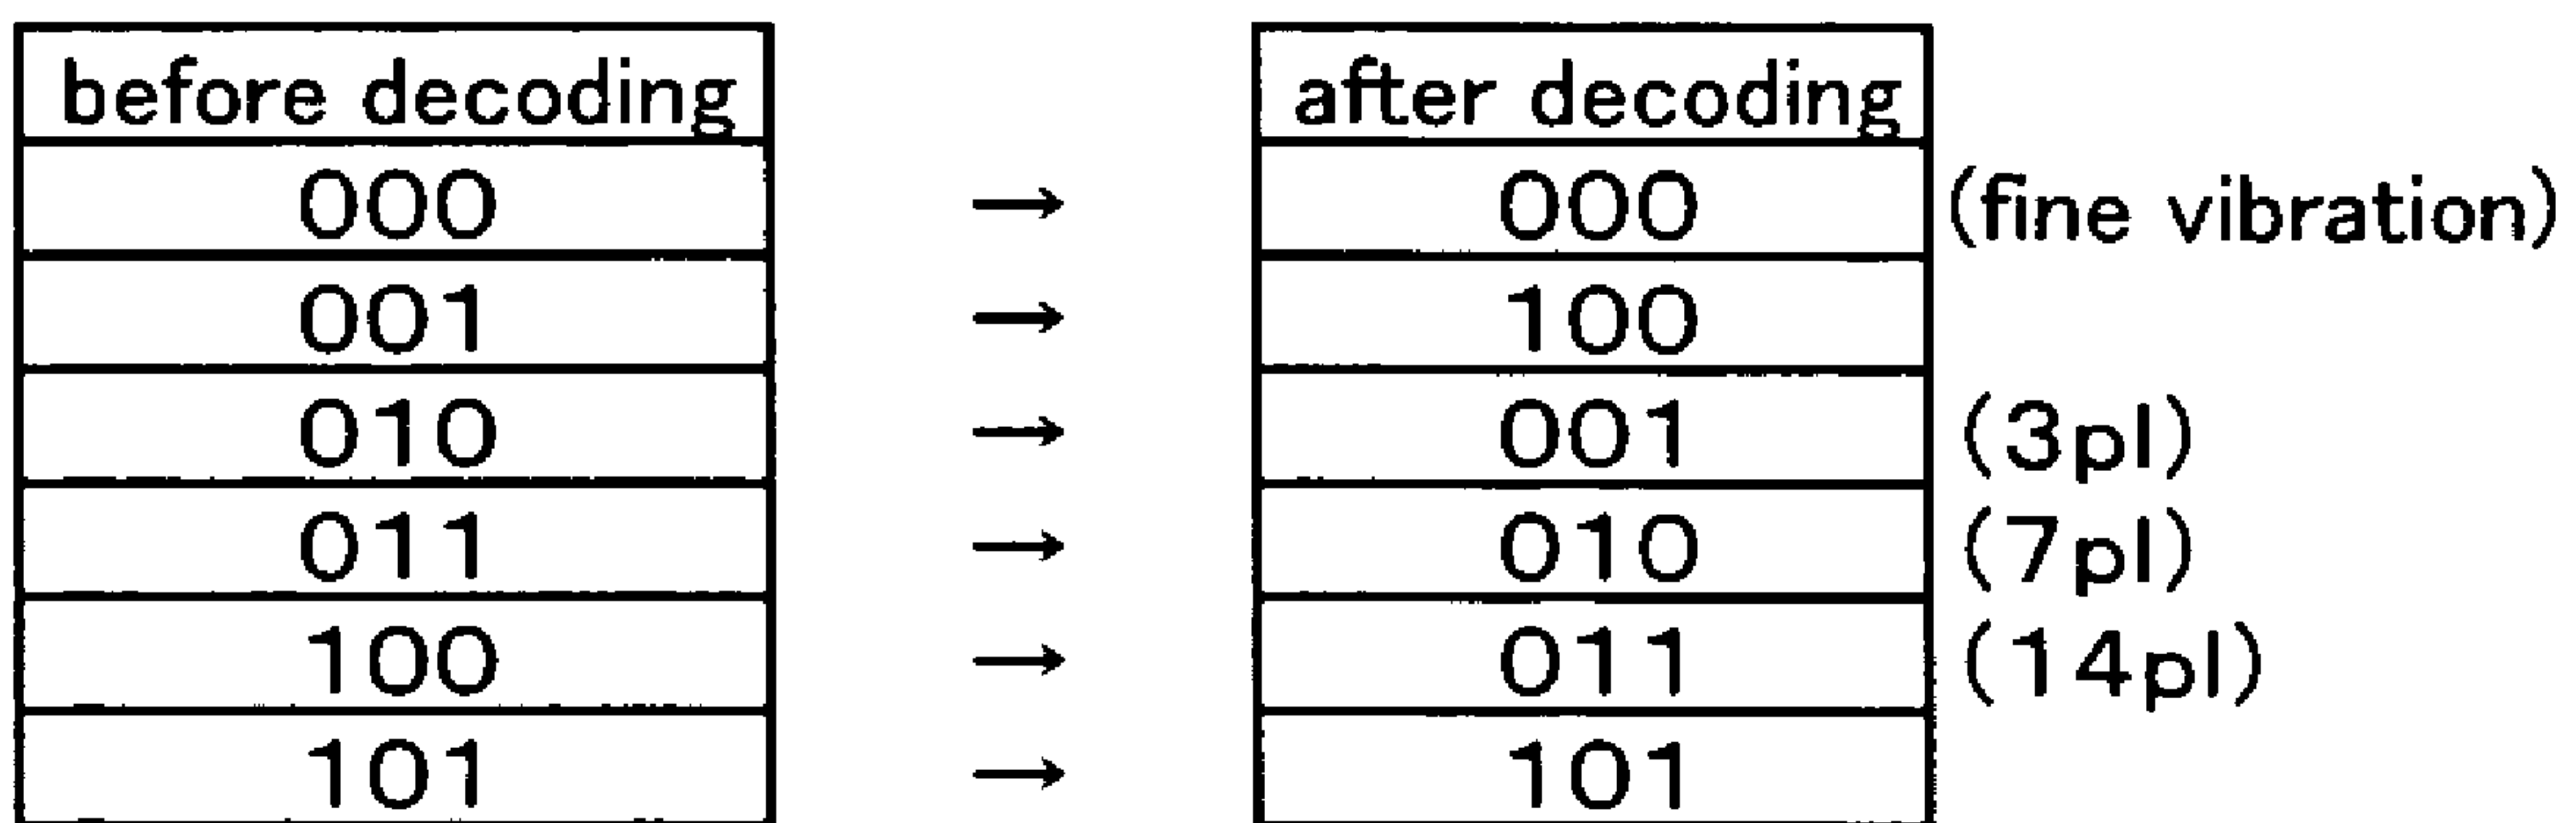 before decoding after decoding
000 → 000 (fine vibration)
001 → 100
010 → 001 (3pl)
011 → 010 (7pl)
100 → 011 (14pl)
101 → 101